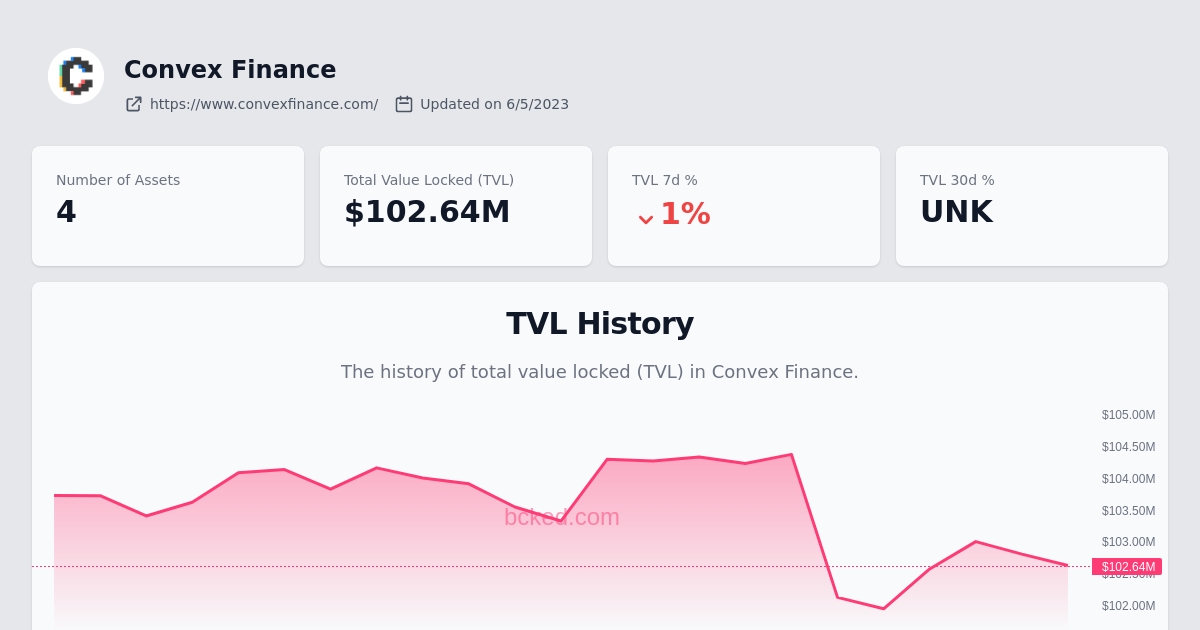 Convex Finance
https://www.convexfinance.com/ Updated on 6/5/2023
Number of Assets
4
Total Value Locked (TVL)
$102.64M
TVL 7d %
1%
TVL 30d %
UNK
TVL History
The history of total value locked (TVL) in Convex Finance.
$105.00M
$104.50M
$104.00M
$103.50M
bcked.com
$103.00M
$102.64M
$102.50M
$102.00M